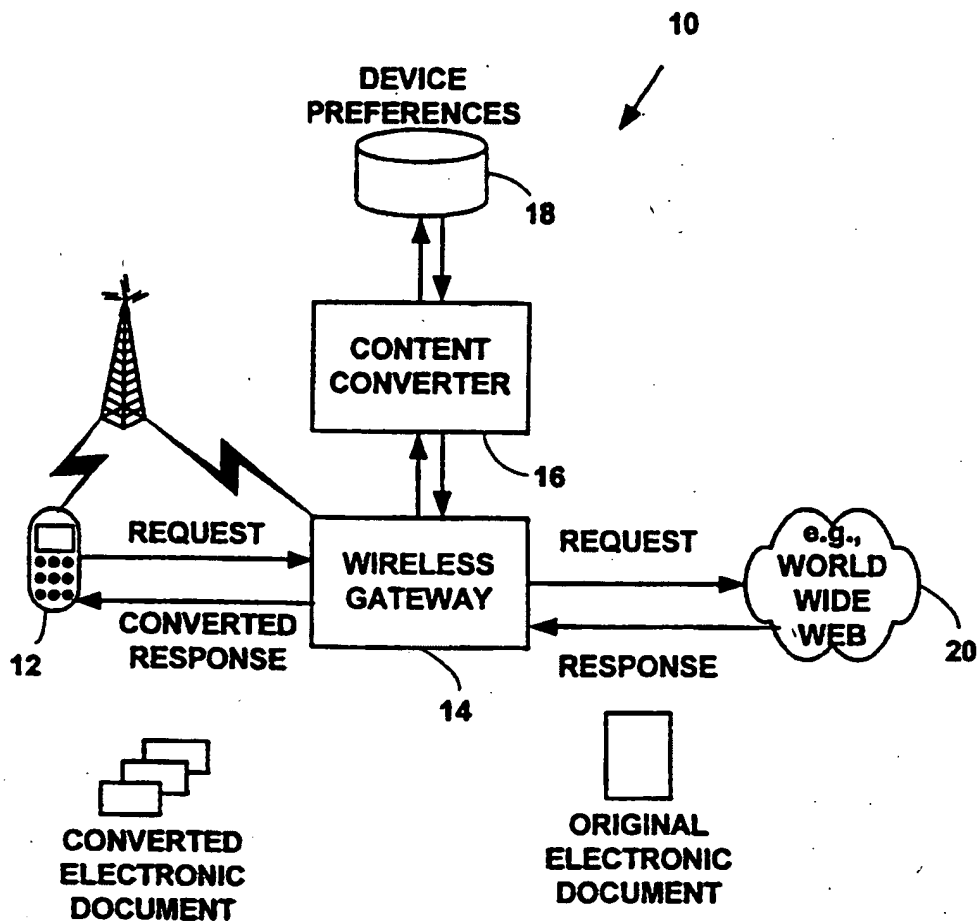 10
DEVICE
PREFERENCES
18
CONTENT
CONVERTER
16
REQUEST
WIRELESS
GATEWAY
REQUEST
e.g.,
WORLD
WIDE
WEB
CONVERTED
RESPONSE
RESPONSE
12
14
20
CONVERTED
ELECTRONIC
DOCUMENT
ORIGINAL
ELECTRONIC
DOCUMENT